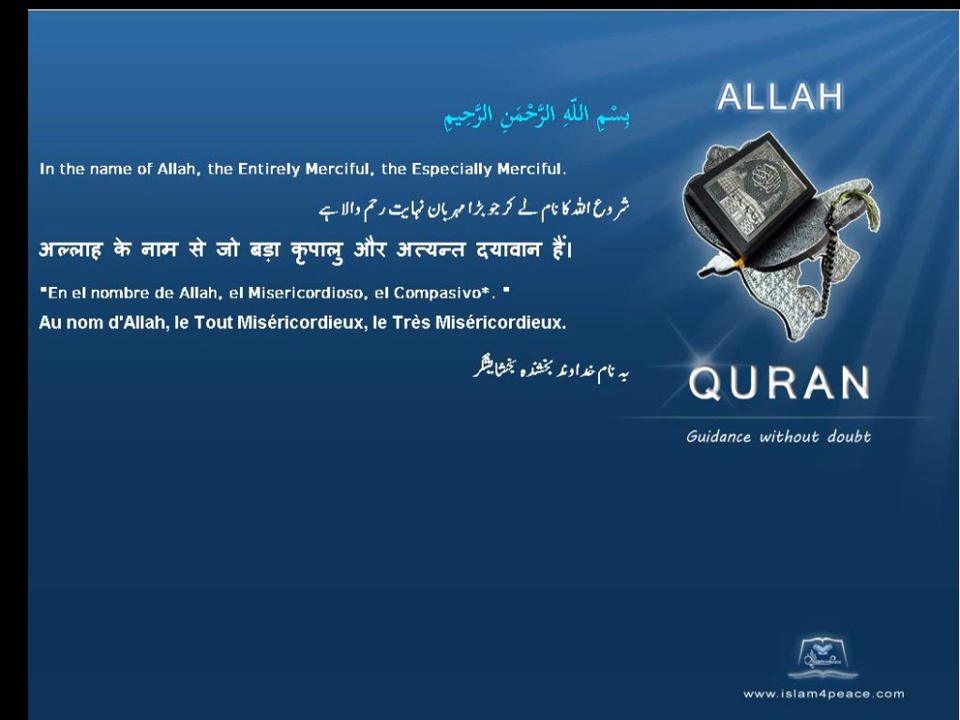 بِسْمِ اللَّهِ الرَّحْمَنِ الرَّحِيمِ
In the name of Allah, the Entirely Merciful, the Especially Merciful.
شروع اللہ کا نام لے کر جو بڑا مہربان نہایت رحم والا ہے
अल्लाह के नाम से जो बड़ा कृपालु और अत्यन्त दयावान हैं।
"En el nombre de Allah, el Misericordioso, el Compasivo*. "
Au nom d'Allah, le Tout Miséricordieux, le Très Miséricordieux.
به نام خداوند بخشنده بخشایشگر
ALLAH
QURAN
Guidance without doubt
www.islam4peace.com